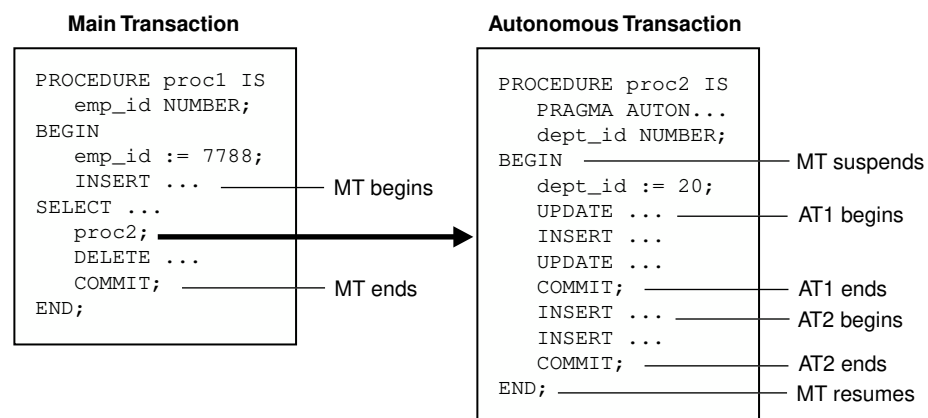 Main Transaction
PROCEDURE proc1 IS
emp_id NUMBER;
BEGIN
emp_id := 7788;
INSERT ...
SELECT ...
proc2;
DELETE ...
COMMIT;
END;
MT begins
MT ends
Autonomous Transaction
PROCEDURE proc2 IS
PRAGMA AUTON...
dept_id NUMBER;
BEGIN
dept_id := 20;
UPDATE ...
INSERT ...
UPDATE ...
COMMIT;
INSERT ...
INSERT ...
COMMIT;
END;
MT suspends
AT1 begins
AT1 ends
AT2 begins
AT2 ends
MT resumes